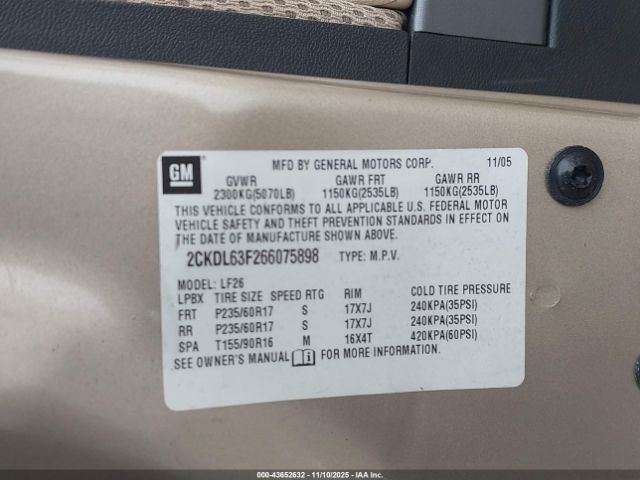 GM
MFD BY GENERAL MOTORS CORP. 11/05
GVWR GAWR FRT GAWR RR
2300KG(5070LB) 1150KG(2535LB) 1150KG(2535LB)
THIS VEHICLE CONFORMS TO ALL APPLICABLE U.S. FEDERAL MOTOR
VEHICLE SAFETY AND THEFT PREVENTION STANDARDS IN EFFECT ON
THE DATE OF MANUFACTURE SHOWN ABOVE.
2CKDL63F266075898 TYPE: M.P.V.
MODEL: LF26
LPBX TIRE SIZE SPEED RTG RIM COLD TIRE PRESSURE
FRT P235/60R17 S 17X7J 240KPA(35PSI)
RR P235/60R17 S 17X7J 240KPA(35PSI)
SPA T155/90R16 M 16X4T 420KPA(60PSI)
SEE OWNER'S MANUAL FOR MORE INFORMATION.
© - 43652632 - 11/10/2025 - IAA Inc.